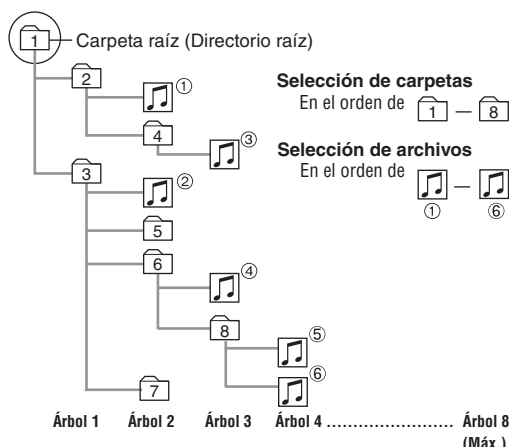 1 Carpeta raíz (Directorio raíz)
2
①
Selección de carpetas
En el orden de 1 — 8
4
③
Selección de archivos
En el orden de ① — ⑥
3
②
5
6
④
8
⑤
⑥
7
Árbol 1 Árbol 2 Árbol 3 Árbol 4 ........................ Árbol 8
(Máx.)